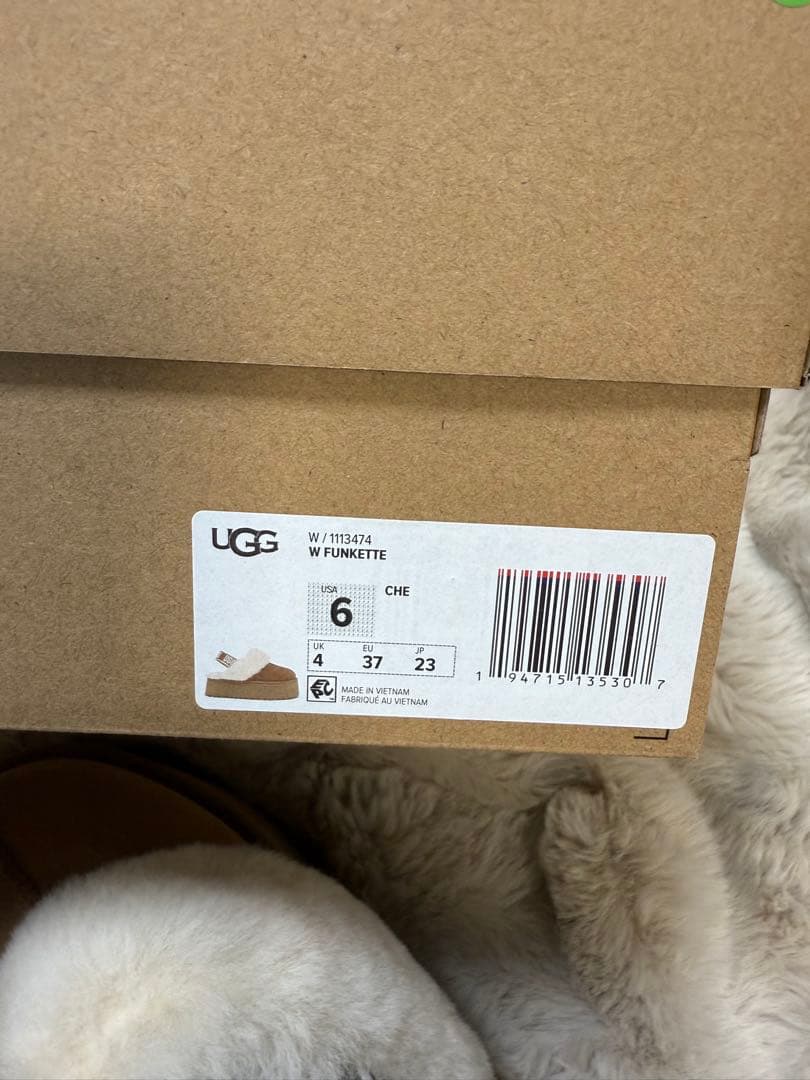 UGG
W / 1113474
W FUNKETTE
USA
6
CHE
UK EU JP
4 37 23
MADE IN VIETNAM
FABRIQUÉ AU VIETNAM
1 94715 13530 7